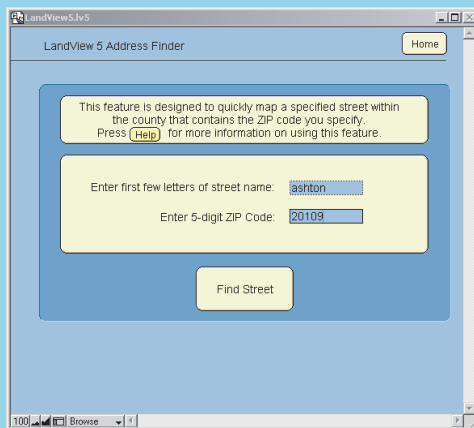 LandView5.lv5
LandView 5 Address Finder
Home
This feature is designed to quickly map a specified street within
the county that contains the ZIP code you specify.
Press Help for more information on using this feature.
Enter first few letters of street name: ashton
Enter 5-digit ZIP Code: 20109
Find Street
100 Browse